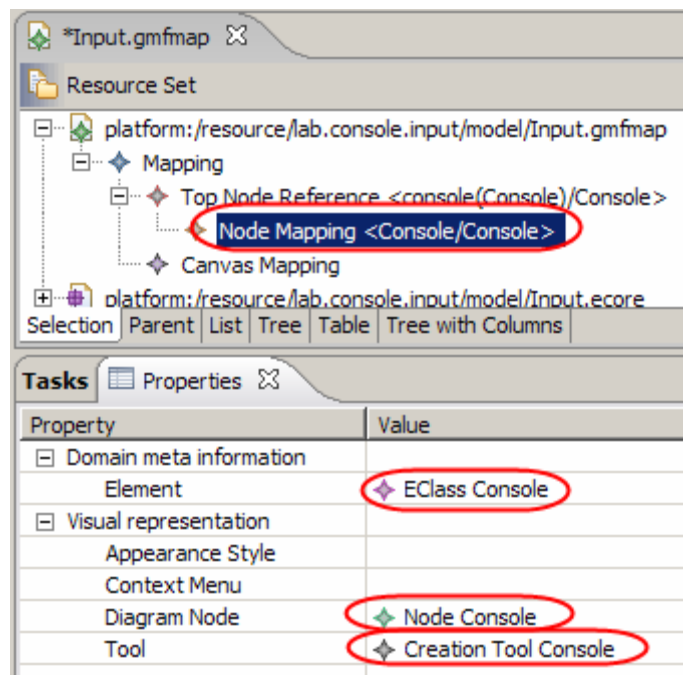 *Input.gmfmap
Resource Set
platform:/resource/lab.console.input/model/Input.gmfmap
Mapping
Top Node Reference <console(Console)/Console>
Node Mapping <Console/Console>
Canvas Mapping
platform:/resource/lab.console.input/model/Input.ecore
Selection Parent List Tree Table Tree with Columns
Tasks Properties
Property Value
Domain meta information
Element EClass Console
Visual representation
Appearance Style
Context Menu
Diagram Node Node Console
Tool Creation Tool Console